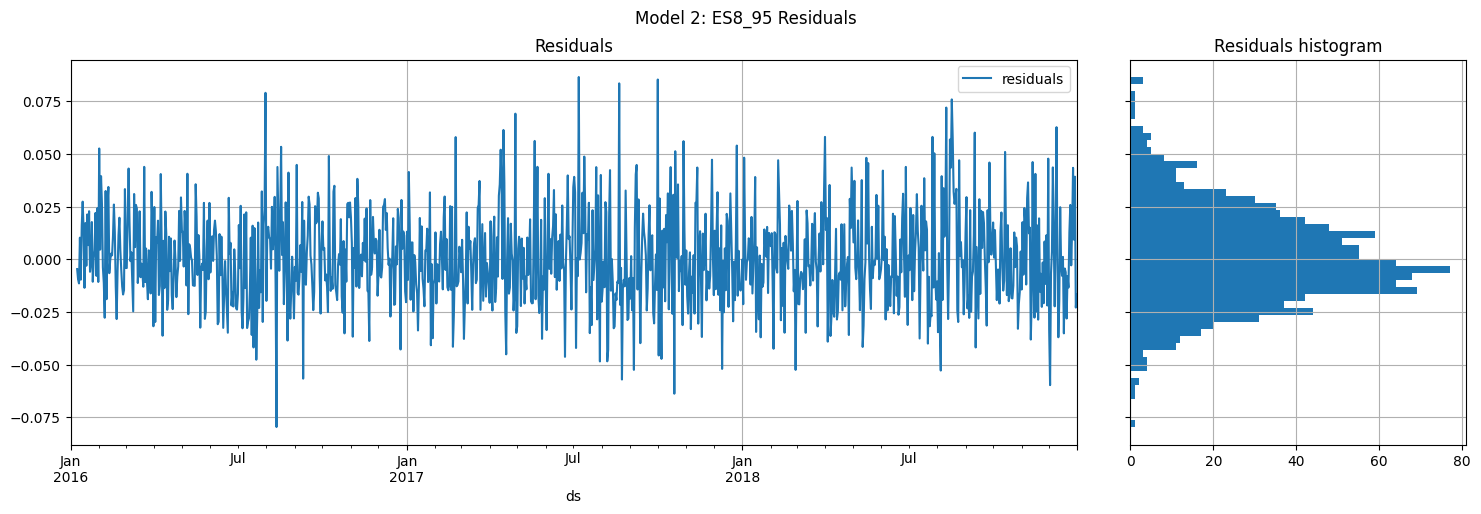 Model 2: ES8_95 Residuals
Residuals
residuals
0.075
0.050
0.025
0.000
−0.025
−0.050
−0.075
Jan
2016
Jul
Jan
2017
Jul
Jan
2018
Jul
ds
Residuals histogram
0 20 40 60 80